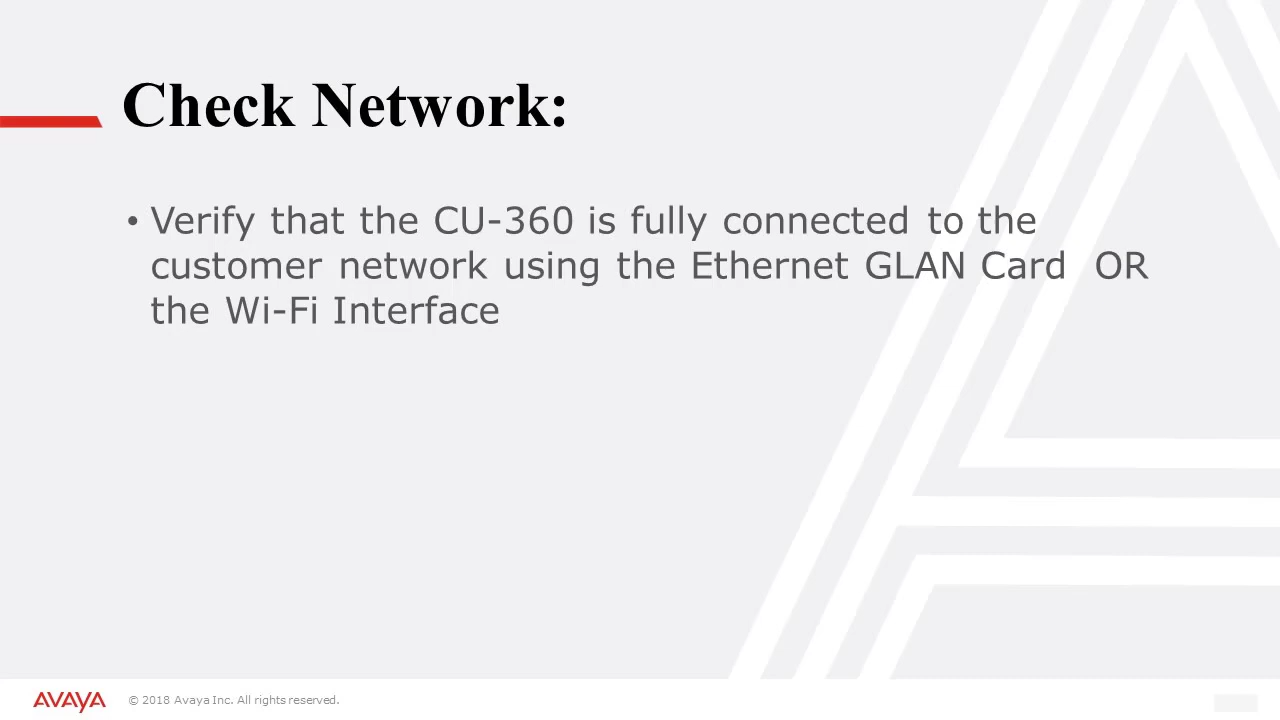 Check Network:
• Verify that the CU-360 is fully connected to the
customer network using the Ethernet GLAN Card  OR
the Wi-Fi Interface
AVAYA
© 2018 Avaya Inc. All rights reserved.